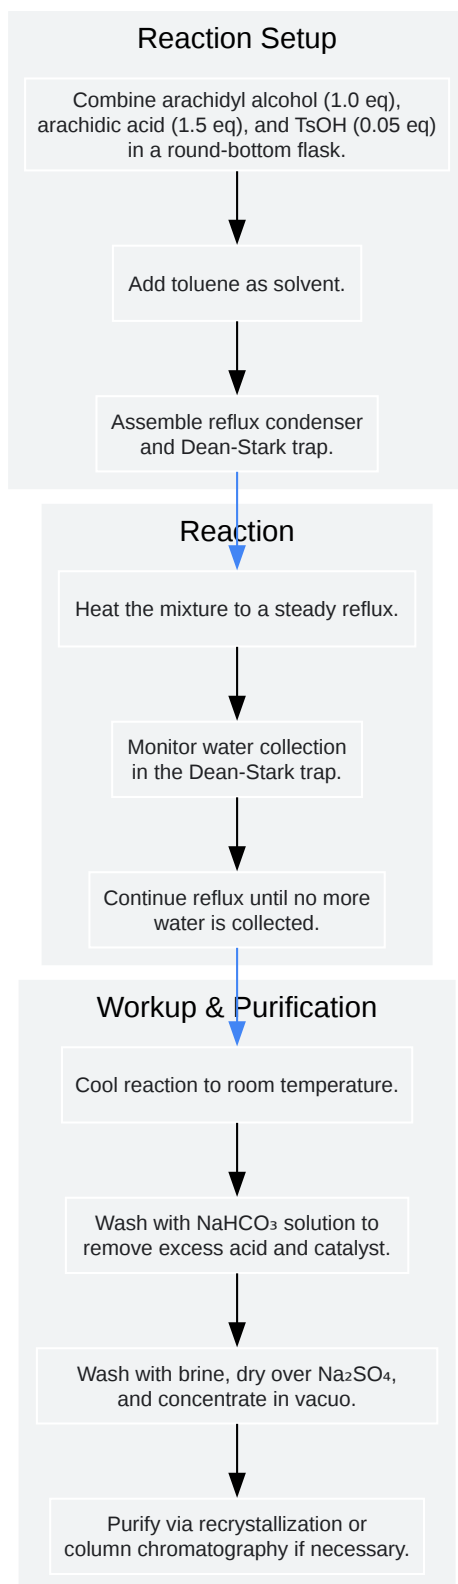 Reaction Setup
Combine arachidyl alcohol (1.0 eq),
arachidic acid (1.5 eq), and TsOH (0.05 eq)
in a round-bottom flask.
Add toluene as solvent.
Assemble reflux condenser
and Dean-Stark trap.
Reaction
Heat the mixture to a steady reflux.
Monitor water collection
in the Dean-Stark trap.
Continue reflux until no more
water is collected.
Workup & Purification
Cool reaction to room temperature.
Wash with NaHCO₃ solution to
remove excess acid and catalyst.
Wash with brine, dry over Na₂SO₄,
and concentrate in vacuo.
Purify via recrystallization or
column chromatography if necessary.